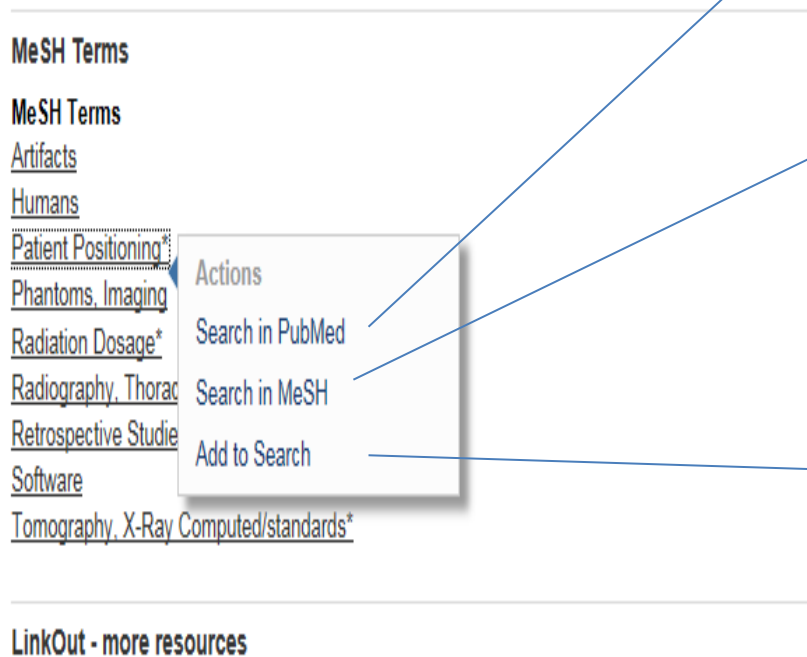 MeSH Terms
MeSH Terms
Artifacts
Humans
Patient Positioning*
Actions
Phantoms, Imaging
Search in PubMed
Radiation Dosage*
Radiography, Thorac
Search in MeSH
Retrospective Studie
Add to Search
Software
Tomography, X-Ray Computed/standards*
LinkOut - more resources